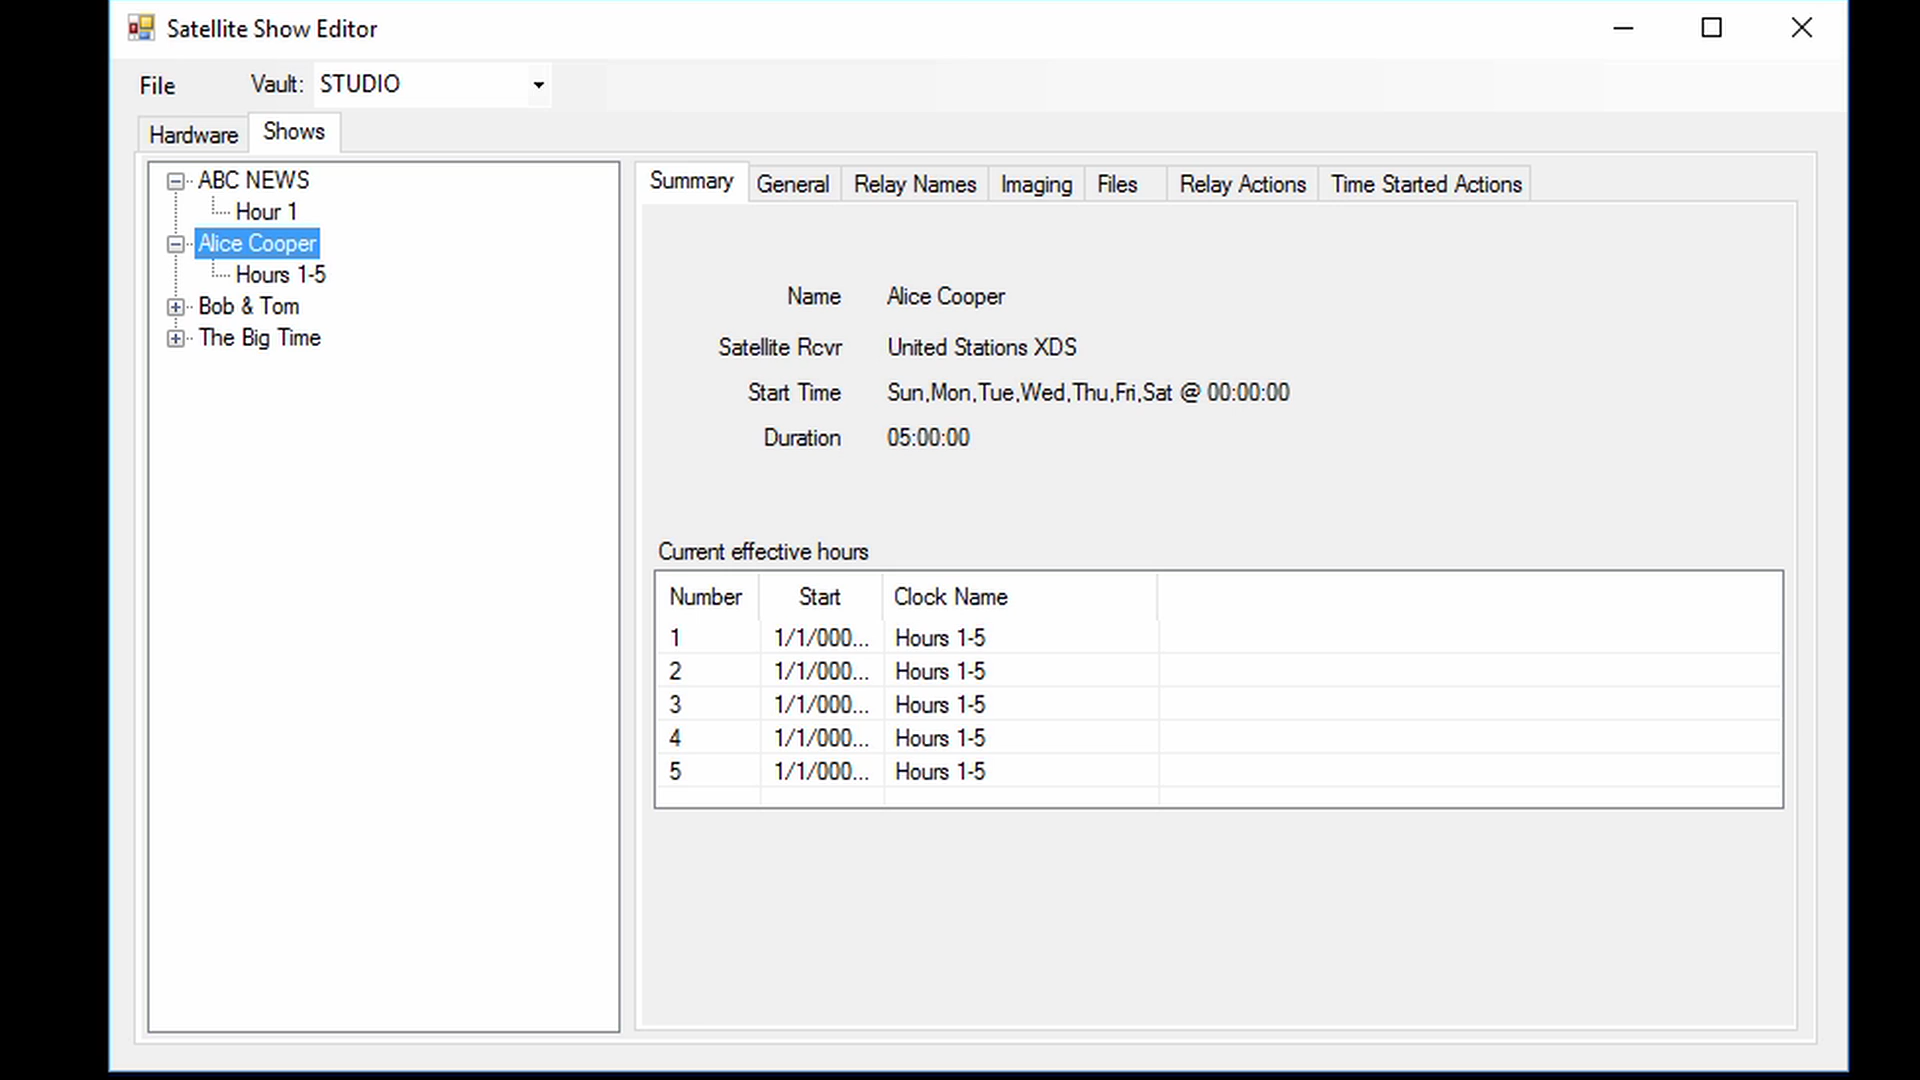 Satellite Show Editor
File Vault: STUDIO
Hardware Shows
ABC NEWS
Hour 1
Alice Cooper
Hours 1-5
Bob & Tom
The Big Time
Summary General Relay Names Imaging Files Relay Actions Time Started Actions
Name Alice Cooper
Satellite Rcvr United Stations XDS
Start Time Sun,Mon,Tue,Wed,Thu,Fri,Sat @ 00:00:00
Duration 05:00:00
Current effective hours
Number Start Clock Name
1 1/1/000... Hours 1-5
2 1/1/000... Hours 1-5
3 1/1/000... Hours 1-5
4 1/1/000... Hours 1-5
5 1/1/000... Hours 1-5